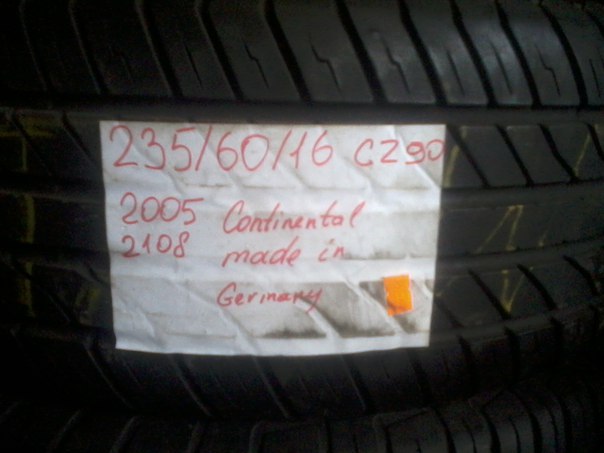 235/60/16 CZ90
2005 Continental
2108 made in
Germany